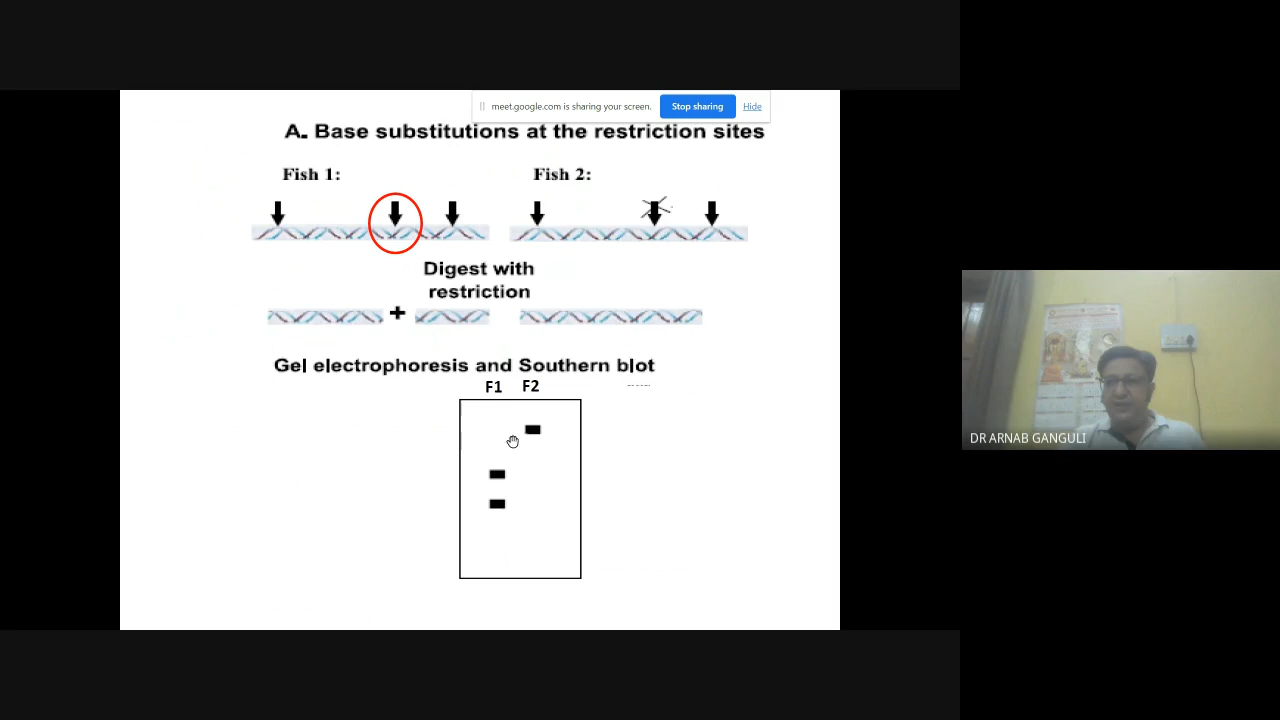 meet.google.com is sharing your screen. Stop sharing Hide
A. Base substitutions at the restriction sites
Fish 1: Fish 2:
Digest with
restriction
+
Gel electrophoresis and Southern blot
F1 F2
DR ARNAB GANGULI